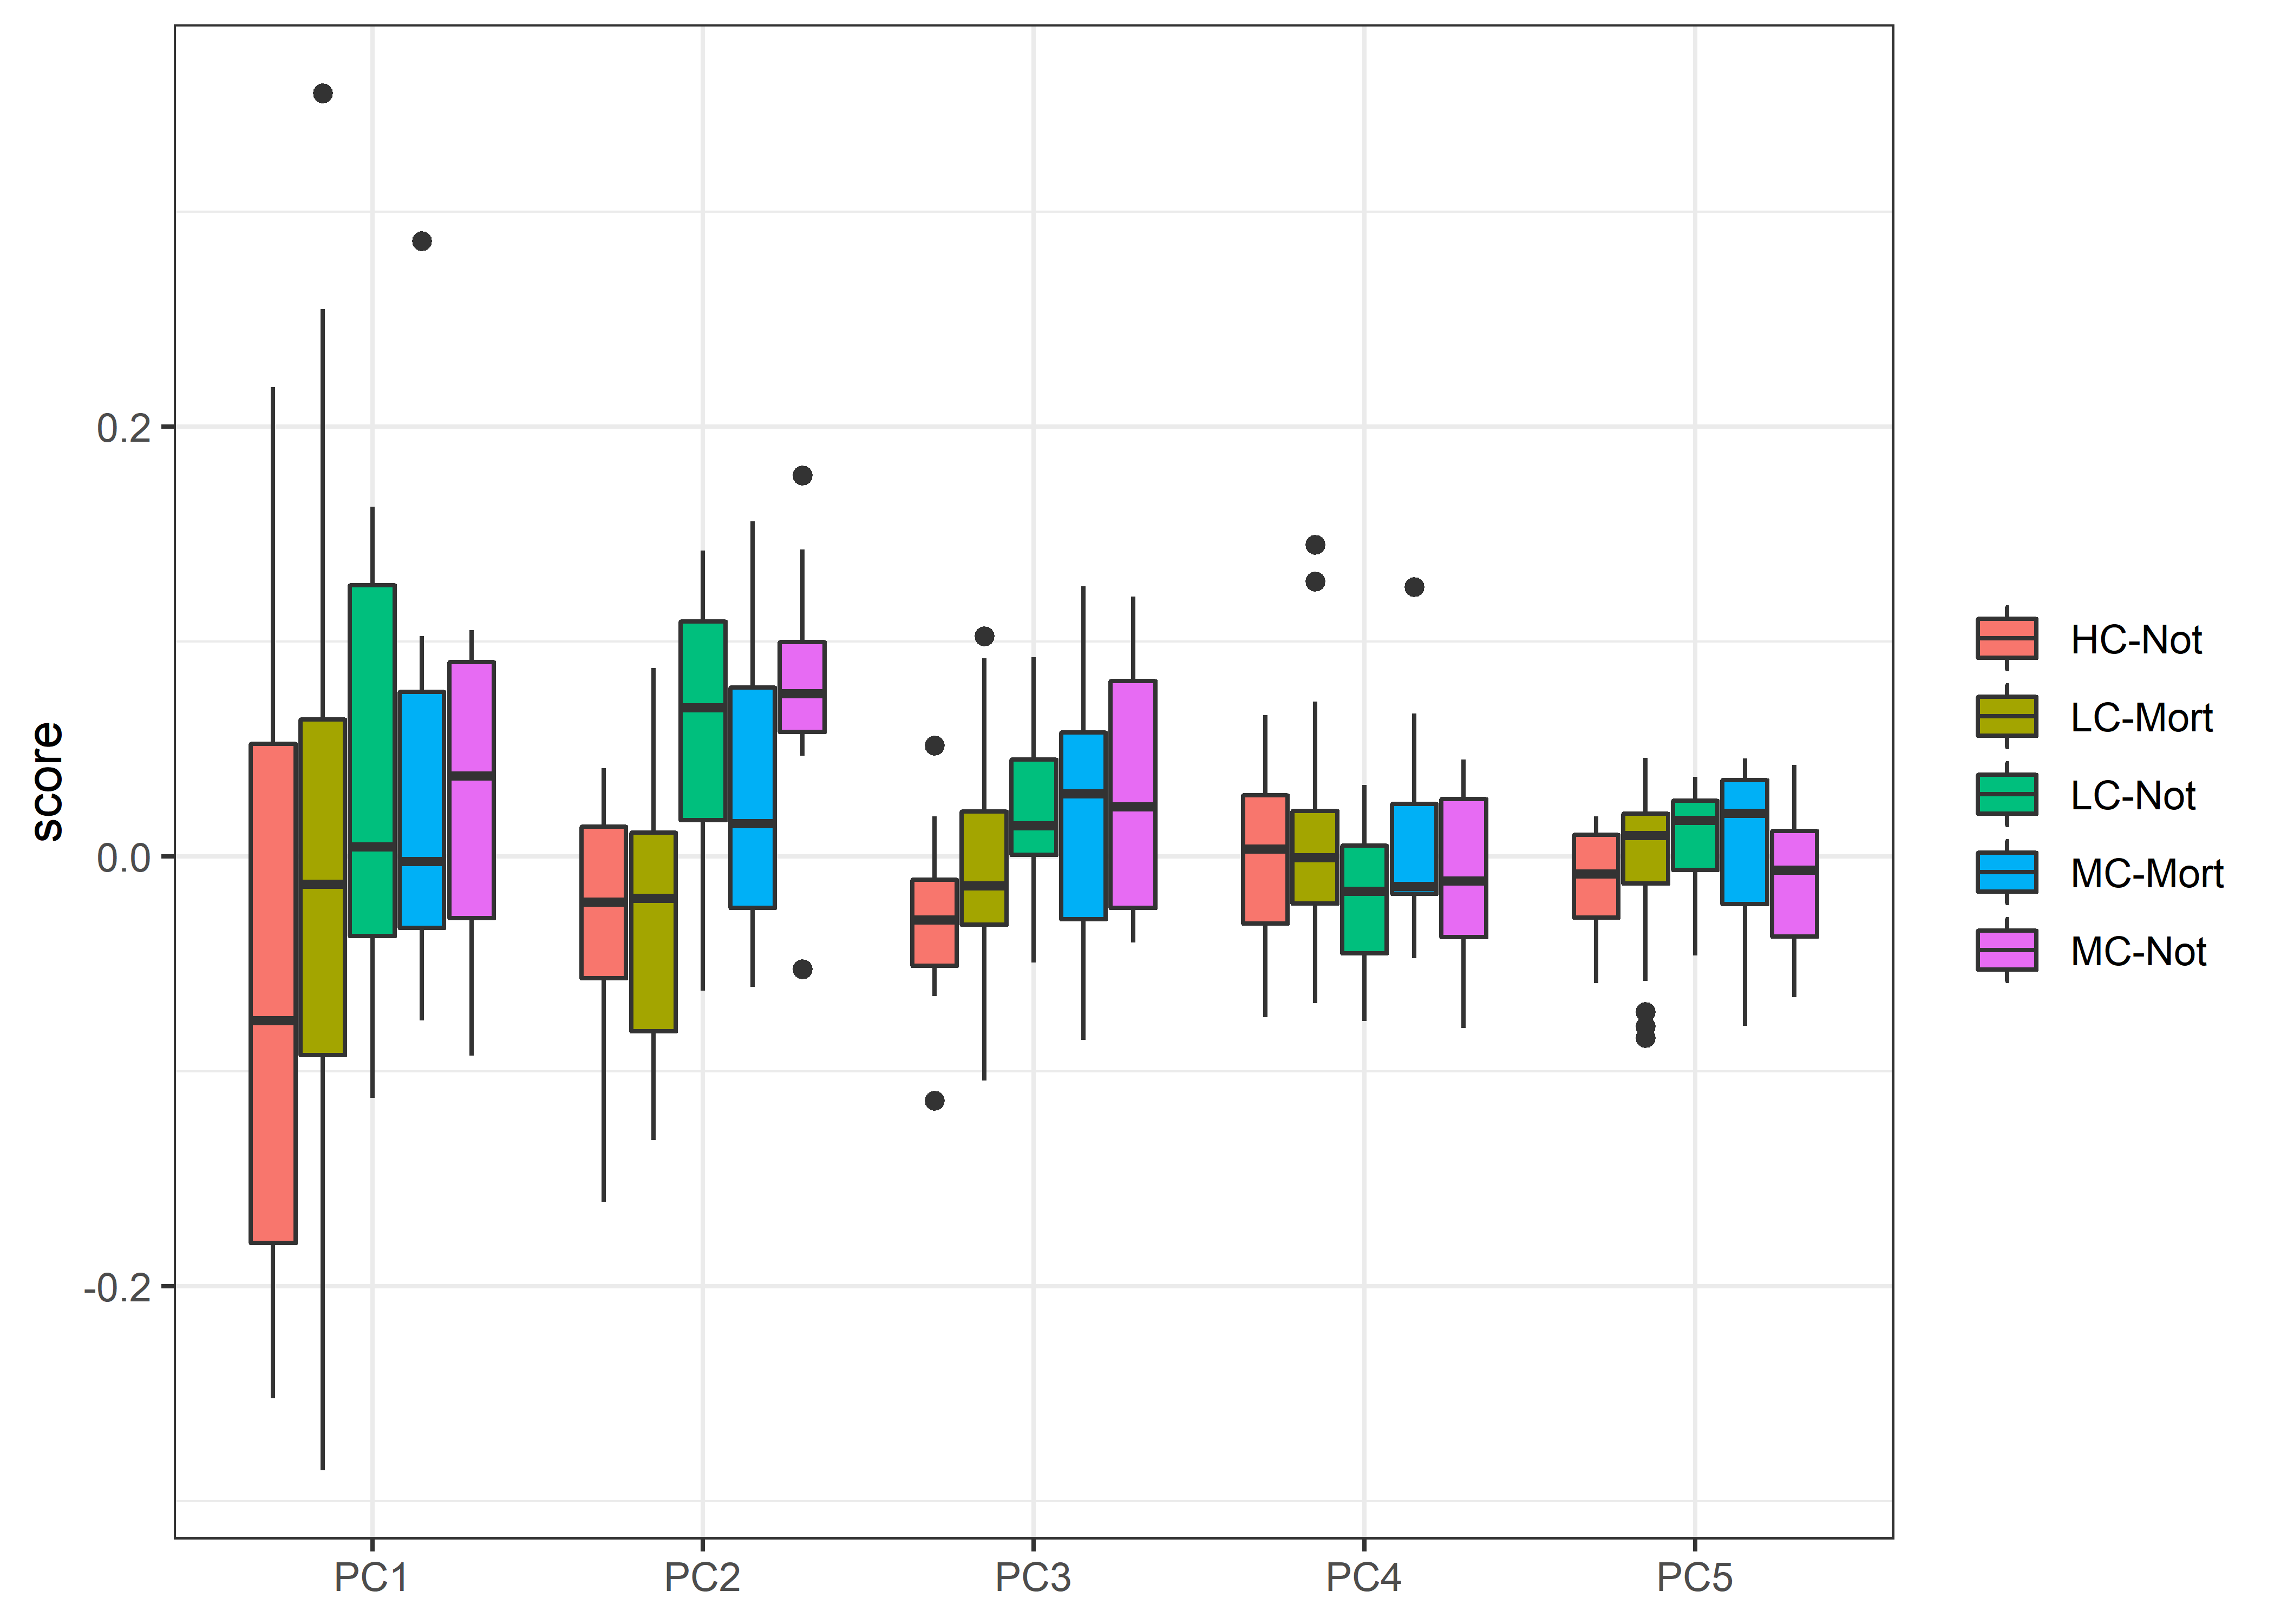 score
0.2
0.0
-0.2
PC1 PC2 PC3 PC4 PC5
HC-Not
LC-Mort
LC-Not
MC-Mort
MC-Not